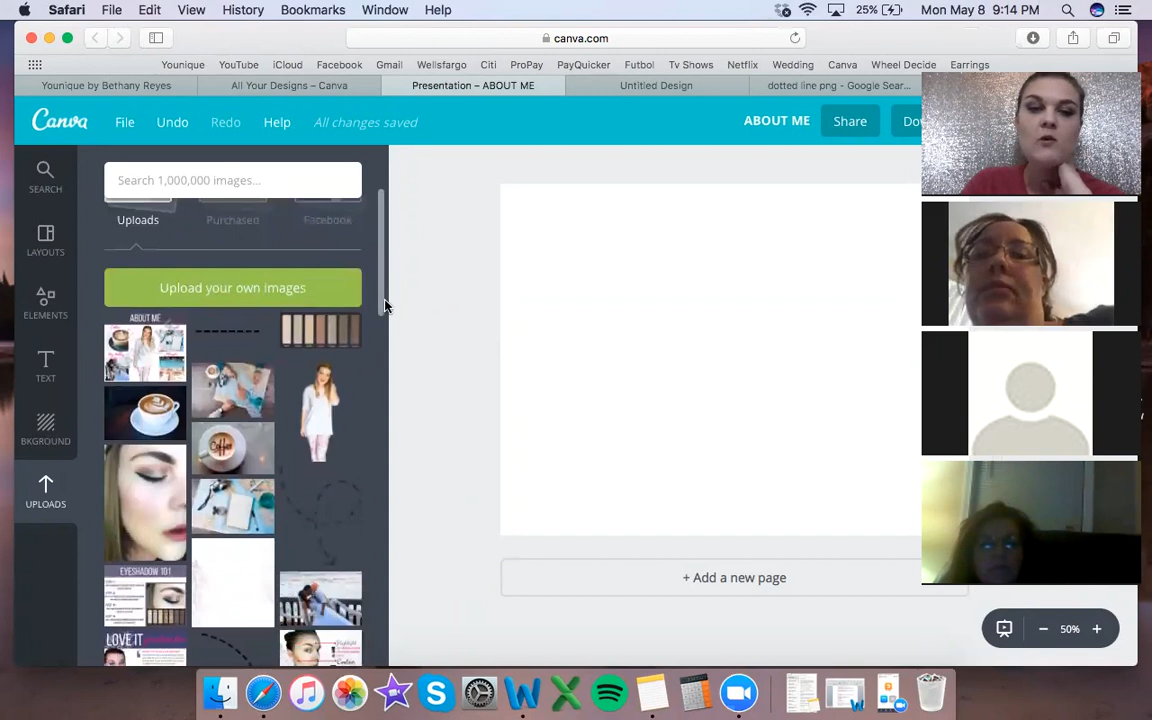 Safari File Edit View History Bookmarks Window Help 25% Mon May 8 9:14 PM
canva.com
Younique YouTube iCloud Facebook Gmail Wellsfargo Citi ProPay PayQuicker Futbol Tv Shows Netflix Wedding Canva Wheel Decide Earrings
Younique by Bethany Reyes All Your Designs – Canva Presentation – ABOUT ME Untitled Design dotted line png - Google Sear...
Canva File Undo Redo Help All changes saved ABOUT ME Share Dow
SEARCH
LAYOUTS
ELEMENTS
TEXT
BKGROUND
UPLOADS
Search 1,000,000 images...
Uploads Purchased Facebook
Upload your own images
ABOUT ME
Coffee
EYESHADOW 101
LOVE IT
Highlight
Contour
+ Add a new page
50%